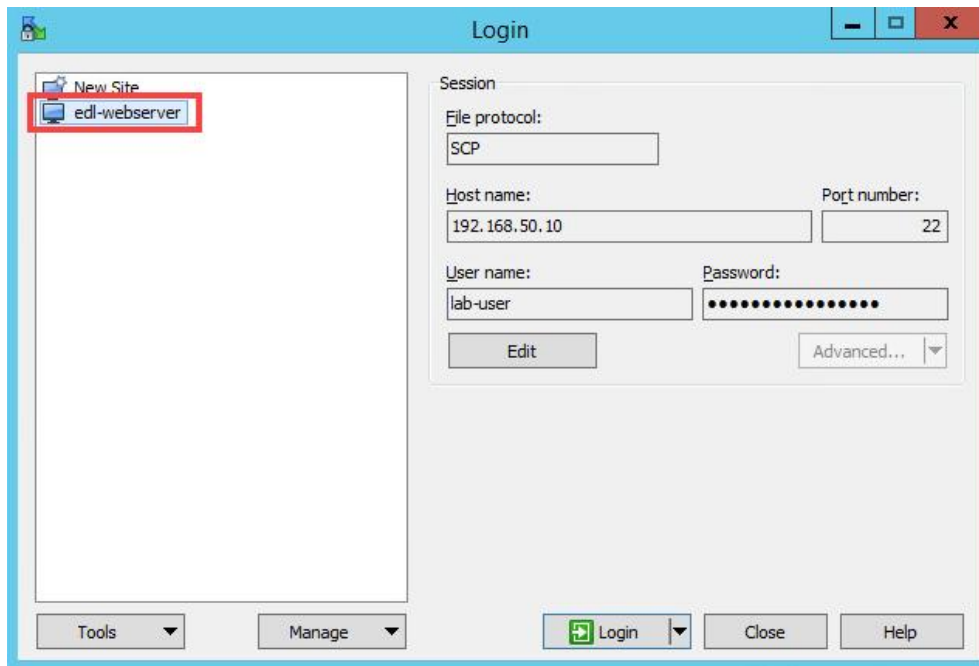 Login
New Site
edl-webserver
Session
File protocol:
SCP
Host name:
Port number:
192.168.50.10
22
User name:
Password:
lab-user
••••••••••••••••
Edit
Advanced...
Tools
Manage
Login
Close
Help